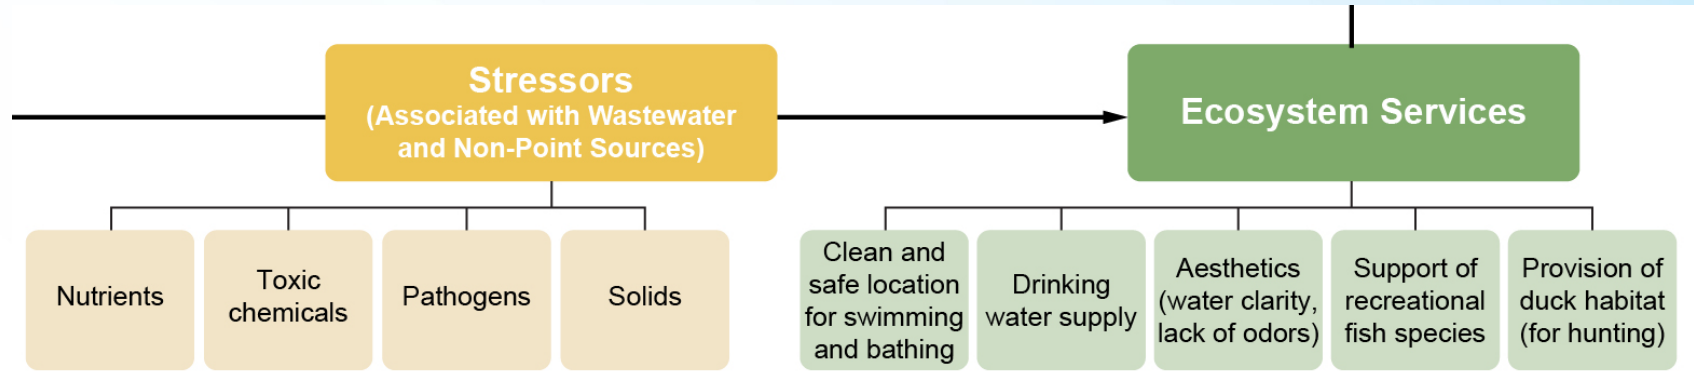 Stressors
(Associated with Wastewater
and Non-Point Sources)
Ecosystem Services
Nutrients
Toxic
chemicals
Pathogens
Solids
Clean and
safe location
for swimming
and bathing
Drinking
water supply
Aesthetics
(water clarity,
lack of odors)
Support of
recreational
fish species
Provision of
duck habitat
(for hunting)